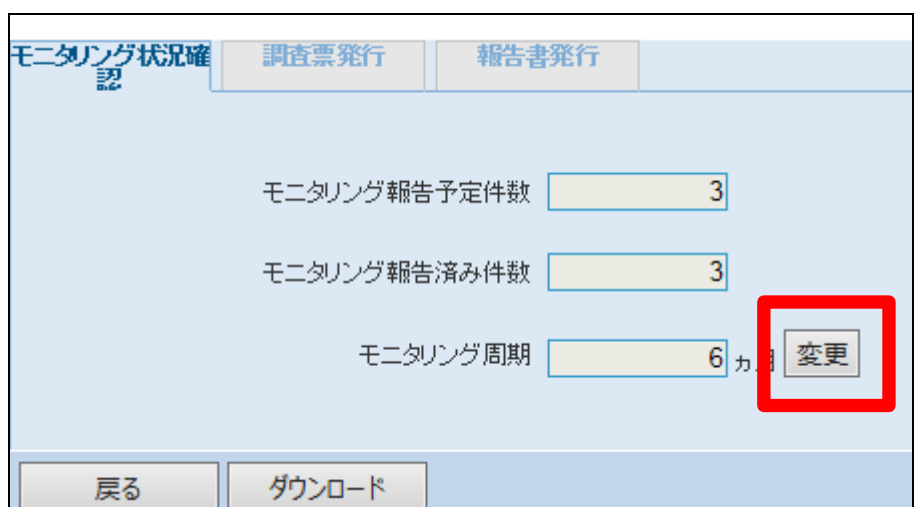 モニタリング状況確
認
調査票発行
報告書発行
モニタリング報告予定件数 3
モニタリング報告済み件数 3
モニタリング周期 6 ヵ月 変更
戻る ダウンロード